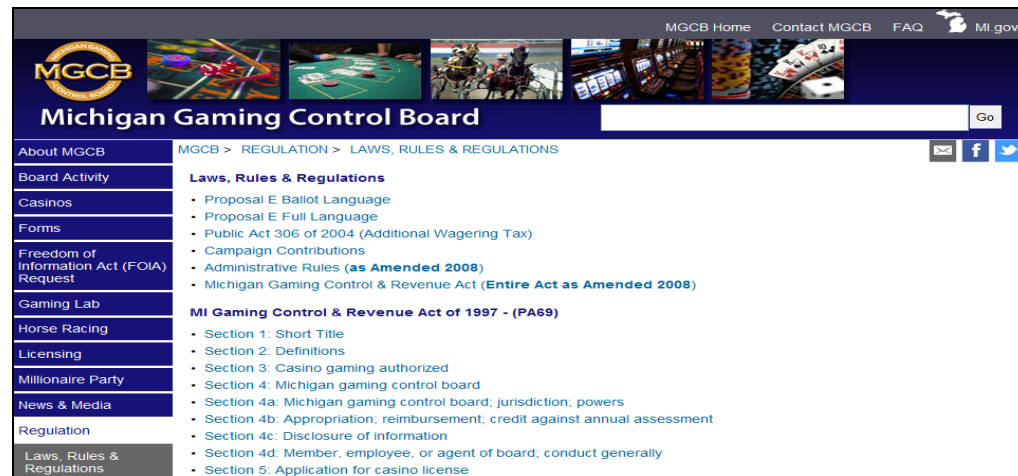 MGCB Home Contact MGCB FAQ MI.gov
MICHIGAN GAMING
MGCB
CONTROL BOARD
Michigan Gaming Control Board
Go
About MGCB
Board Activity
Casinos
Forms
Freedom of
Information Act (FOIA)
Request
Gaming Lab
Horse Racing
Licensing
Millionaire Party
News & Media
Regulation
Laws, Rules &
Regulations
MGCB > REGULATION > LAWS, RULES & REGULATIONS
f
Laws, Rules & Regulations
• Proposal E Ballot Language
• Proposal E Full Language
• Public Act 306 of 2004 (Additional Wagering Tax)
• Campaign Contributions
• Administrative Rules (as Amended 2008)
• Michigan Gaming Control & Revenue Act (Entire Act as Amended 2008)
MI Gaming Control & Revenue Act of 1997 - (PA69)
• Section 1: Short Title
• Section 2: Definitions
• Section 3: Casino gaming authorized
• Section 4: Michigan gaming control board
• Section 4a: Michigan gaming control board; jurisdiction; powers
• Section 4b: Appropriation; reimbursement; credit against annual assessment
• Section 4c: Disclosure of information
• Section 4d: Member, employee, or agent of board; conduct generally
• Section 5: Application for casino license